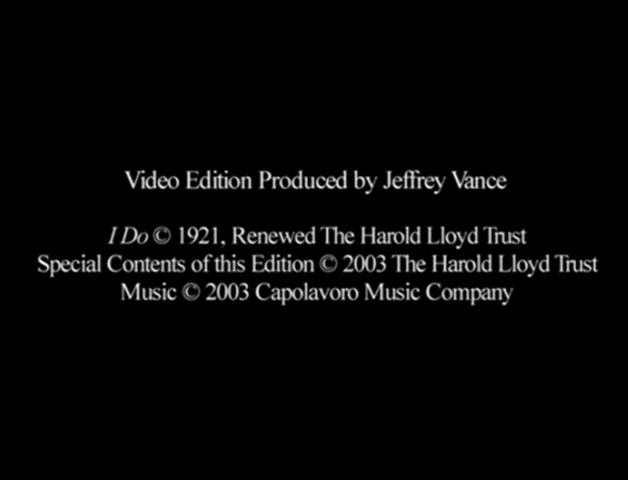 Video Edition Produced by Jeffrey Vance
I Do © 1921, Renewed The Harold Lloyd Trust
Special Contents of this Edition © 2003 The Harold Lloyd Trust
Music © 2003 Capolavoro Music Company